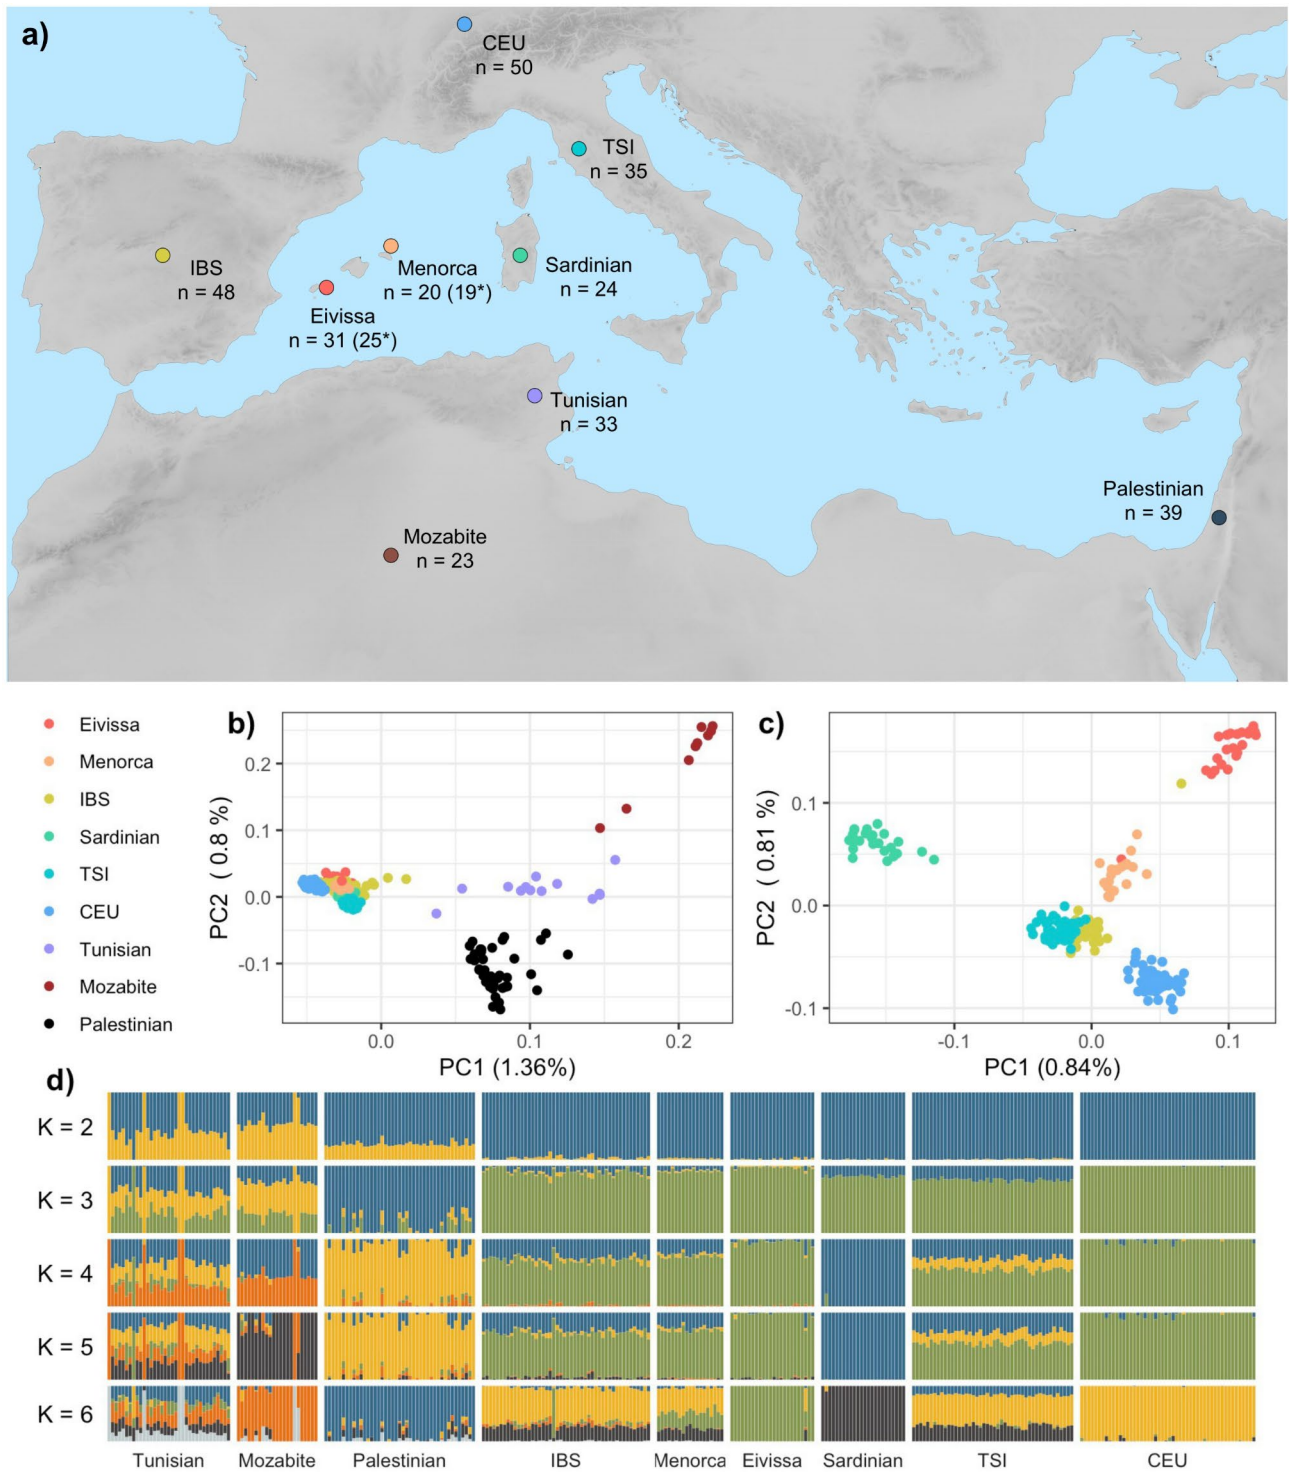 a)
CEU
n = 50
TSI
n = 35
IBS
n = 48
Menorca
n = 20 (19*)
Sardinian
n = 24
Eivissa
n = 31 (25*)
Tunisian
n = 33
Palestinian
n = 39
Mozabite
n = 23
Eivissa
Menorca
IBS
Sardinian
TSI
CEU
Tunisian
Mozabite
Palestinian
b)
PC2 ( 0.8 %)
0.2
0.1
0.0
-0.1
0.0 0.1 0.2
PC1 (1.36%)
c)
PC2 ( 0.81 %)
0.1
0.0
-0.1
-0.1 0.0 0.1
PC1 (0.84%)
d)
K = 2
K = 3
K = 4
K = 5
K = 6
Tunisian Mozabite Palestinian IBS Menorca Eivissa Sardinian TSI CEU